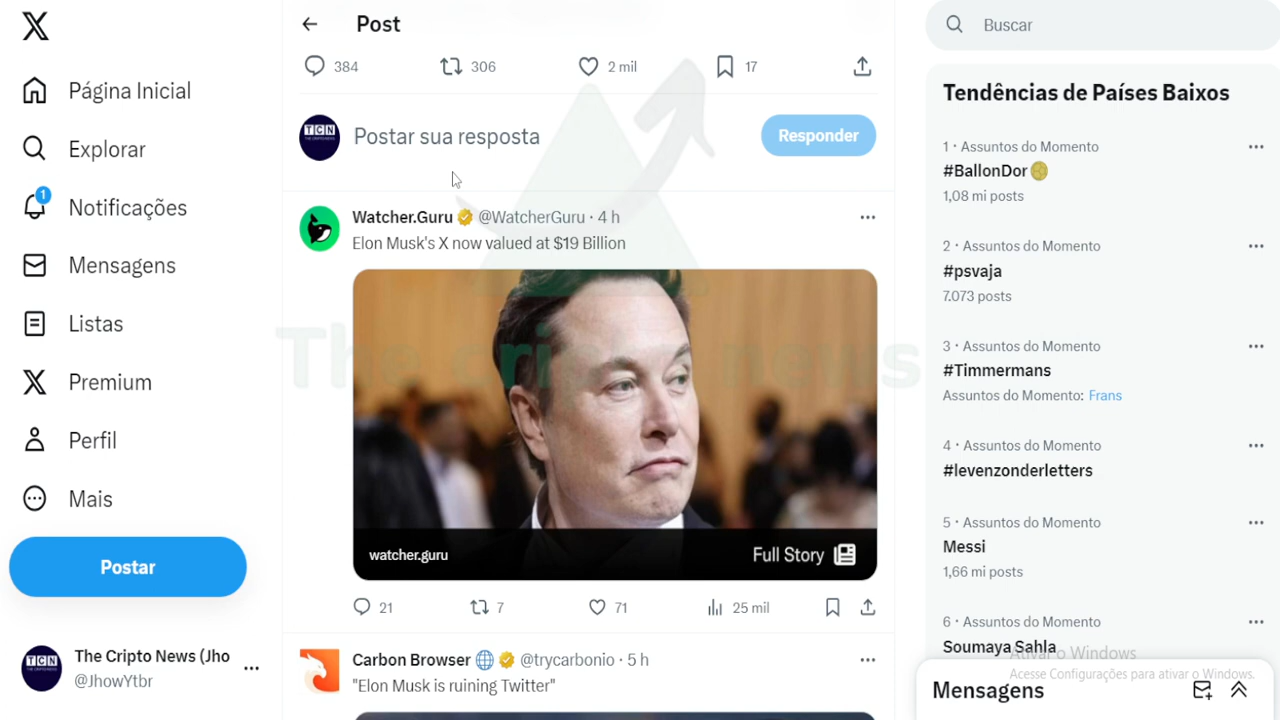 Post
384 306 2 mil 17
Postar sua resposta
Responder
Watcher.Guru @WatcherGuru · 4 h
Elon Musk's X now valued at $19 Billion
watcher.guru
Full Story
21 7 71 25 mil
Carbon Browser @trycarbonio · 5 h
"Elon Musk is ruining Twitter"
Página Inicial
Explorar
1
Notificações
Mensagens
Listas
Premium
Perfil
Mais
Postar
TCN
The Cripto News (Jho
@JhowYtbr
Buscar
Tendências de Países Baixos
1 · Assuntos do Momento
#BallonDor
1,08 mi posts
2 · Assuntos do Momento
#psvaja
7.073 posts
3 · Assuntos do Momento
#Timmermans
Assuntos do Momento: Frans
4 · Assuntos do Momento
#levenzonderletters
5 · Assuntos do Momento
Messi
1,66 mi posts
6 · Assuntos do Momento
Soumaya Sahla
Ativar o Windows
Acesse Configurações para ativar o Windows.
Mensagens
The cripto news